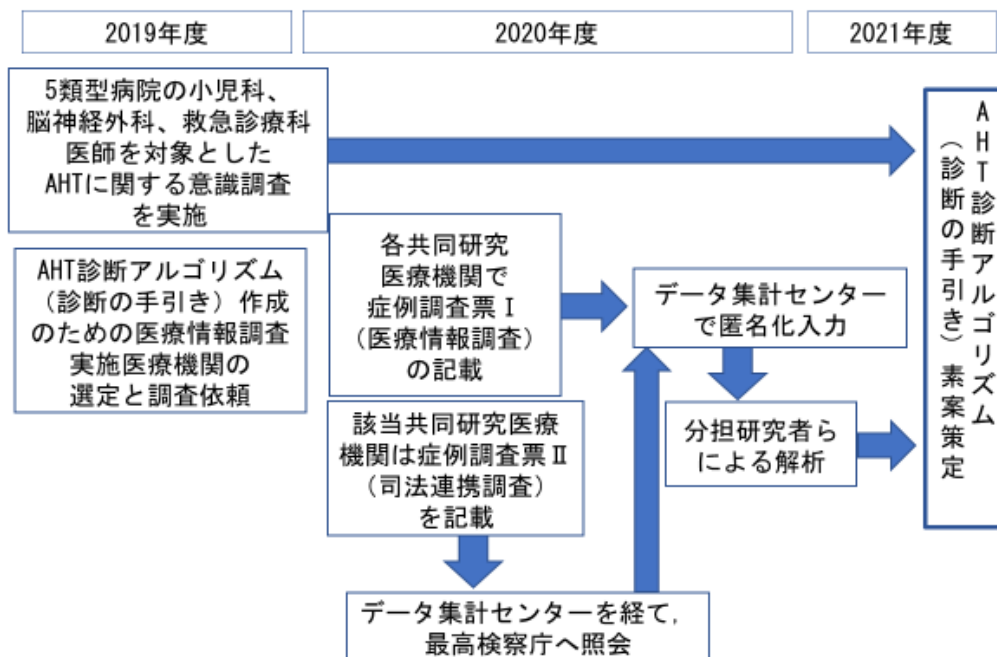 2019年度
2020年度
2021年度
5類型病院の小児科、
脳神経外科、救急診療科
医師を対象とした
AHTに関する意識調査
を実施
AHT診断アルゴリズム
（診断の手引き）作成
のための医療情報調査
実施医療機関の
選定と調査依頼
各共同研究
医療機関で
症例調査票Ⅰ
（医療情報調査）
の記載
該当共同研究医療
機関は症例調査票Ⅱ
（司法連携調査）
を記載
データ集計センターを経て,
最高検察庁へ照会
データ集計センター
で匿名化入力
分担研究者ら
による解析
AHT診断アルゴリズム
（診断の手引き）素案策定